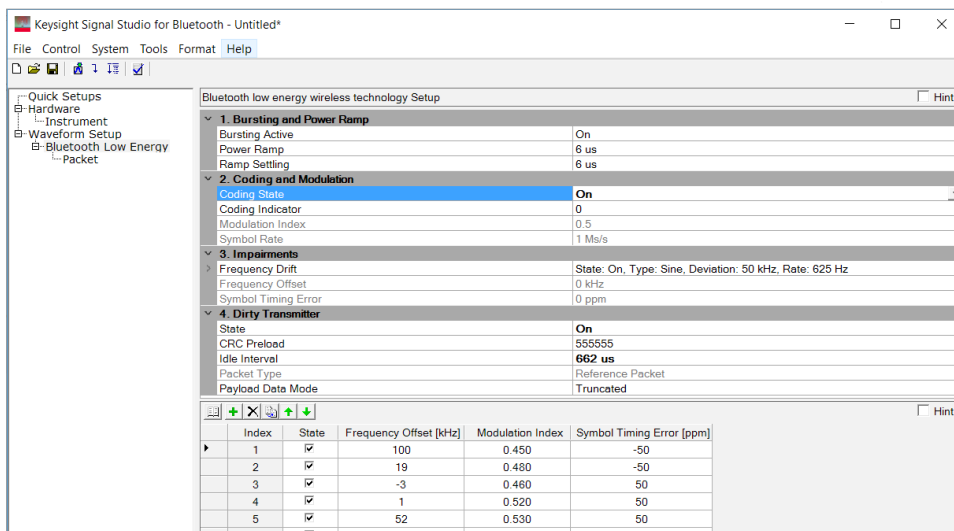 Keysight Signal Studio for Bluetooth - Untitled*
File Control System Tools Format Help
Quick Setups
Hardware
Instrument
Waveform Setup
Bluetooth Low Energy
Packet
Bluetooth low energy wireless technology Setup Hint
1. Bursting and Power Ramp
Bursting Active On
Power Ramp 6 us
Ramp Settling 6 us
2. Coding and Modulation
Coding State On
Coding Indicator 0
Modulation Index 0.5
Symbol Rate 1 Ms/s
3. Impairments
Frequency Drift State: On, Type: Sine, Deviation: 50 kHz, Rate: 625 Hz
Frequency Offset 0 kHz
Symbol Timing Error 0 ppm
4. Dirty Transmitter
State On
CRC Preload 555555
Idle Interval 662 us
Packet Type Reference Packet
Payload Data Mode Truncated
Hint
Index State Frequency Offset [kHz] Modulation Index Symbol Timing Error [ppm]
1 100 0.450 -50
2 19 0.480 -50
3 -3 0.460 50
4 1 0.520 50
5 52 0.530 50